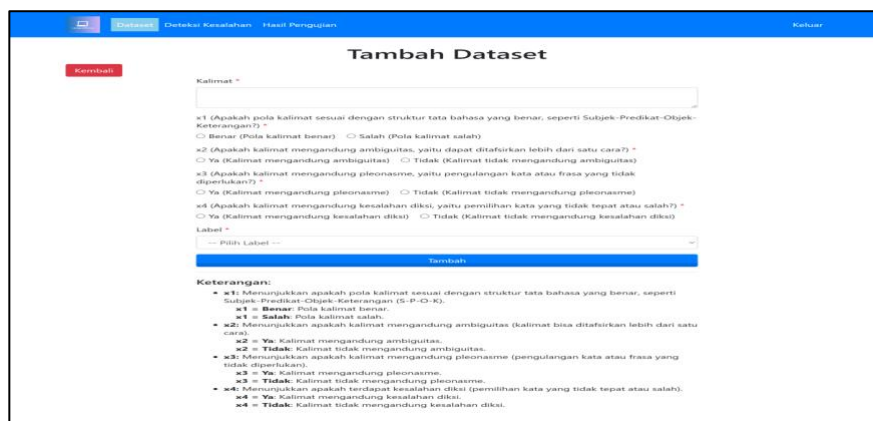 Dataset Deteksi Kesalahan Hasil Pengujian Keluar
Tambah Dataset
Kembali
Kalimat *
x1 (Apakah pola kalimat sesuai dengan struktur tata bahasa yang benar, seperti Subjek-Predikat-Objek-
Keterangan?) *
Benar (Pola kalimat benar) Salah (Pola kalimat salah)
x2 (Apakah kalimat mengandung ambiguitas, yaitu dapat ditafsirkan lebih dari satu cara?) *
Ya (Kalimat mengandung ambiguitas) Tidak (Kalimat tidak mengandung ambiguitas)
x3 (Apakah kalimat mengandung pleonasme, yaitu pengulangan kata atau frasa yang tidak
diperlukan?) *
Ya (Kalimat mengandung pleonasme) Tidak (Kalimat tidak mengandung pleonasme)
x4 (Apakah kalimat mengandung kesalahan diksi, yaitu pemilihan kata yang tidak tepat atau salah?) *
Ya (Kalimat mengandung kesalahan diksi) Tidak (Kalimat tidak mengandung kesalahan diksi)
Label *
-- Pilih Label --
Tambah
Keterangan:
• x1: Menunjukkan apakah pola kalimat sesuai dengan struktur tata bahasa yang benar, seperti
Subjek-Predikat-Objek-Keterangan (S-P-O-K).
x1 = Benar: Pola kalimat benar.
x1 = Salah: Pola kalimat salah.
• x2: Menunjukkan apakah kalimat mengandung ambiguitas (kalimat bisa ditafsirkan lebih dari satu
cara).
x2 = Ya: Kalimat mengandung ambiguitas.
x2 = Tidak: Kalimat tidak mengandung ambiguitas.
• x3: Menunjukkan apakah kalimat mengandung pleonasme (pengulangan kata atau frasa yang
tidak diperlukan).
x3 = Ya: Kalimat mengandung pleonasme.
x3 = Tidak: Kalimat tidak mengandung pleonasme.
• x4: Menunjukkan apakah terdapat kesalahan diksi (pemilihan kata yang tidak tepat atau salah).
x4 = Ya: Kalimat mengandung kesalahan diksi.
x4 = Tidak: Kalimat tidak mengandung kesalahan diksi.